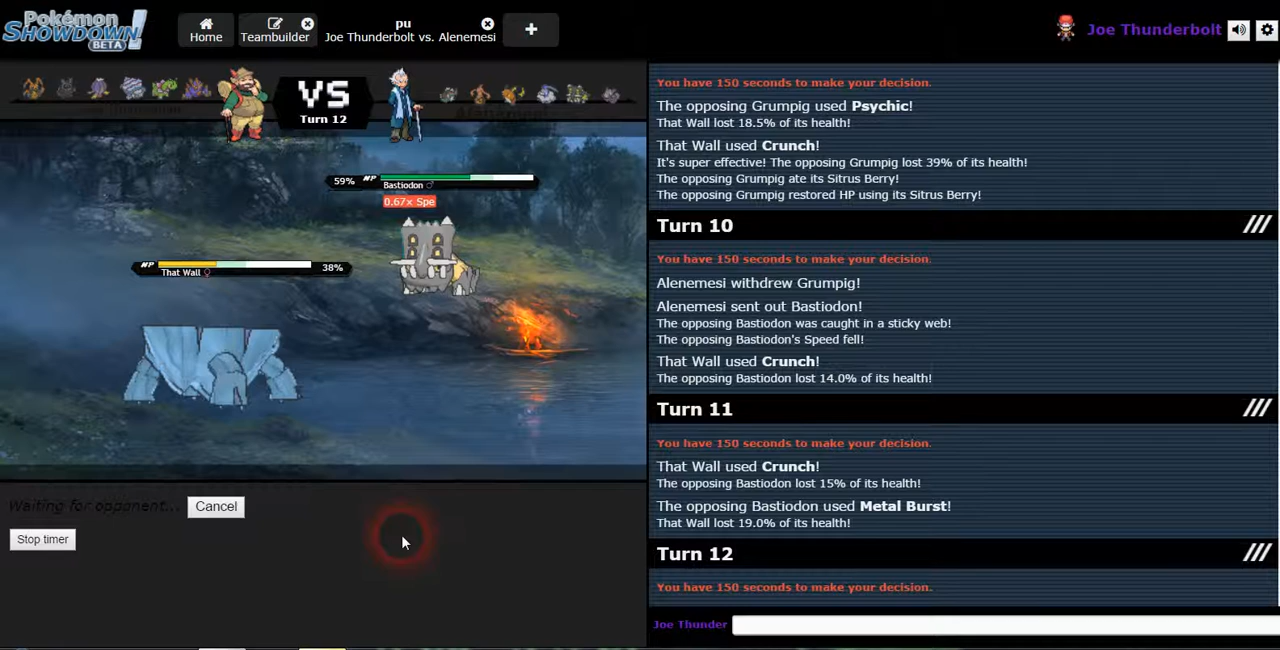 Pokémon
SHOWDOWN!
BETA
Home
Teambuilder
pu
Joe Thunderbolt vs. Alenemesi
Joe Thunderbolt
VS
Turn 12
59%
MP
Bastiodon ♂
0.67× Spe
MP
That Wall ♀
38%
Waiting for opponent...
Cancel
Stop timer
You have 150 seconds to make your decision.
The opposing Grumpig used Psychic!
That Wall lost 18.5% of its health!
That Wall used Crunch!
It's super effective! The opposing Grumpig lost 39% of its health!
The opposing Grumpig ate its Sitrus Berry!
The opposing Grumpig restored HP using its Sitrus Berry!
Turn 10
You have 150 seconds to make your decision.
Alenemesi withdrew Grumpig!
Alenemesi sent out Bastiodon!
The opposing Bastiodon was caught in a sticky web!
The opposing Bastiodon's Speed fell!
That Wall used Crunch!
The opposing Bastiodon lost 14.0% of its health!
Turn 11
You have 150 seconds to make your decision.
That Wall used Crunch!
The opposing Bastiodon lost 15% of its health!
The opposing Bastiodon used Metal Burst!
That Wall lost 19.0% of its health!
Turn 12
You have 150 seconds to make your decision.
Joe Thunder